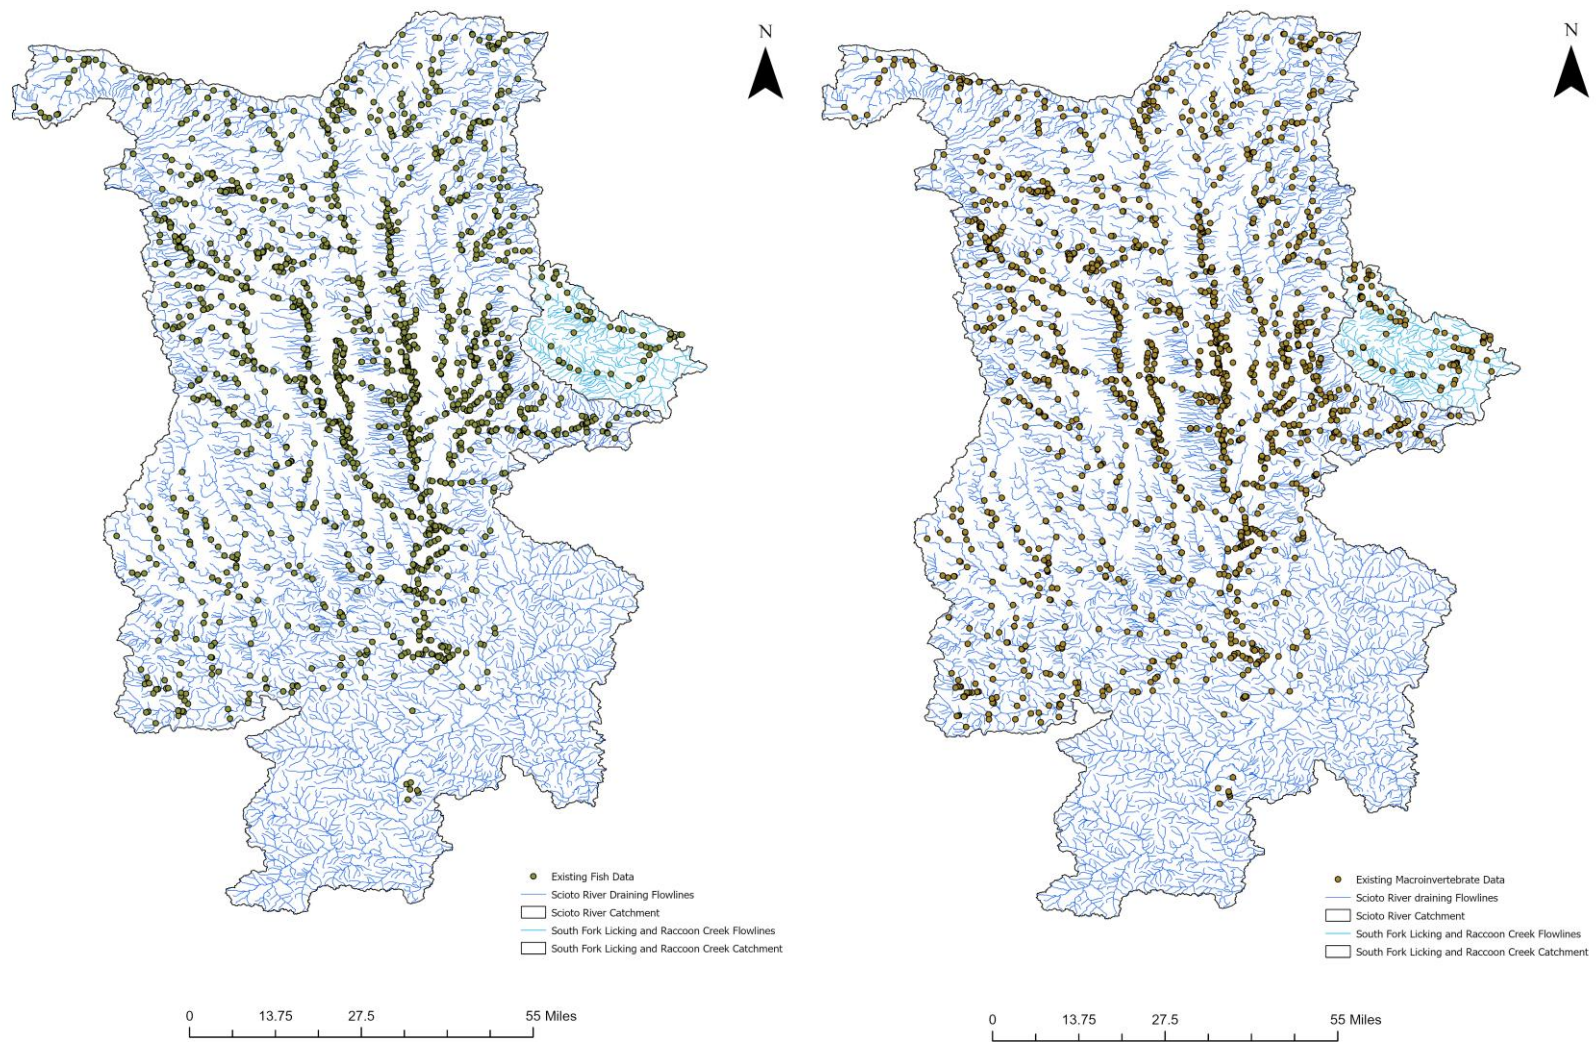 N
Existing Fish Data
Scioto River Draining Flowlines
Scioto River Catchment
South Fork Licking and Raccoon Creek Flowlines
South Fork Licking and Raccoon Creek Catchment
0 13.75 27.5 55 Miles
N
Existing Macroinvertebrate Data
Scioto River draining Flowlines
Scioto River Catchment
South Fork Licking and Raccoon Creek Flowlines
South Fork Licking and Raccoon Creek Catchment
0 13.75 27.5 55 Miles